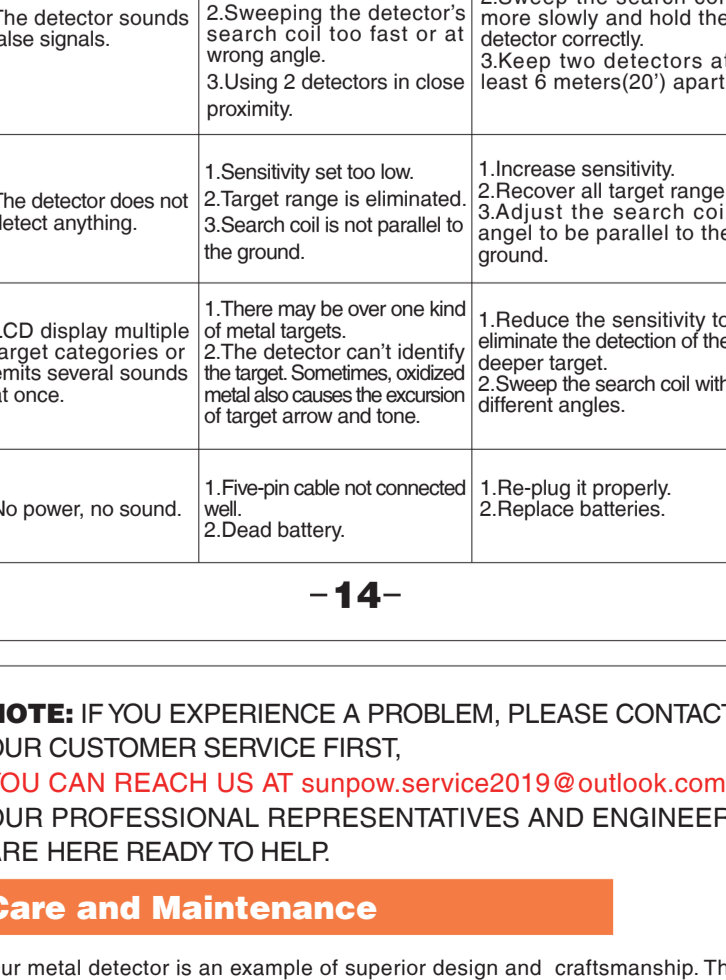 The detector sounds
false signals.
2.Sweeping the detector's
search coil too fast or at
wrong angle.
3.Using 2 detectors in close
proximity.
more slowly and hold the
detector correctly.
3.Keep two detectors at
least 6 meters(20') apart
The detector does not
detect anything.
1.Sensitivity set too low.
2.Target range is eliminated.
3.Search coil is not parallel to
the ground.
1.Increase sensitivity.
2.Recover all target range
3.Adjust the search coil
angel to be parallel to the
ground.
LCD display multiple
target categories or
emits several sounds
at once.
1.There may be over one kind
of metal targets.
2.The detector can't identify
the target. Sometimes, oxidized
metal also causes the excursion
of target arrow and tone.
1.Reduce the sensitivity to
eliminate the detection of the
deeper target.
2.Sweep the search coil with
different angles.
No power, no sound.
1.Five-pin cable not connected
well.
2.Dead battery.
1.Re-plug it properly.
2.Replace batteries.
–14–
NOTE: IF YOU EXPERIENCE A PROBLEM, PLEASE CONTACT
OUR CUSTOMER SERVICE FIRST,
YOU CAN REACH US AT sunpow.service2019@outlook.com
OUR PROFESSIONAL REPRESENTATIVES AND ENGINEER
ARE HERE READY TO HELP.
Care and Maintenance
ur metal detector is an example of superior design and craftsmanship. Th